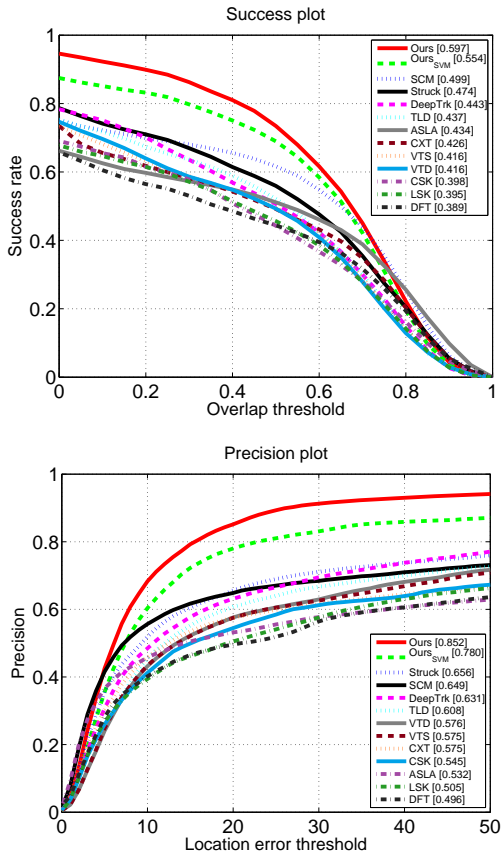 Success plot
Success rate
1
0.8
0.6
0.4
0.2
0
0
0.2
0.4
0.6
0.8
1
Overlap threshold
Ours [0.597]
OursSVM [0.554]
SCM [0.499]
Struck [0.474]
DeepTrk [0.443]
TLD [0.437]
ASLA [0.434]
CXT [0.426]
VTS [0.416]
VTD [0.416]
CSK [0.398]
LSK [0.395]
DFT [0.389]
Precision plot
Precision
1
0.8
0.6
0.4
0.2
0
0
10
20
30
40
50
Location error threshold
Ours [0.852]
OursSVM [0.780]
Struck [0.656]
SCM [0.649]
DeepTrk [0.631]
TLD [0.608]
VTD [0.576]
VTS [0.575]
CXT [0.575]
CSK [0.545]
ASLA [0.532]
LSK [0.505]
DFT [0.496]